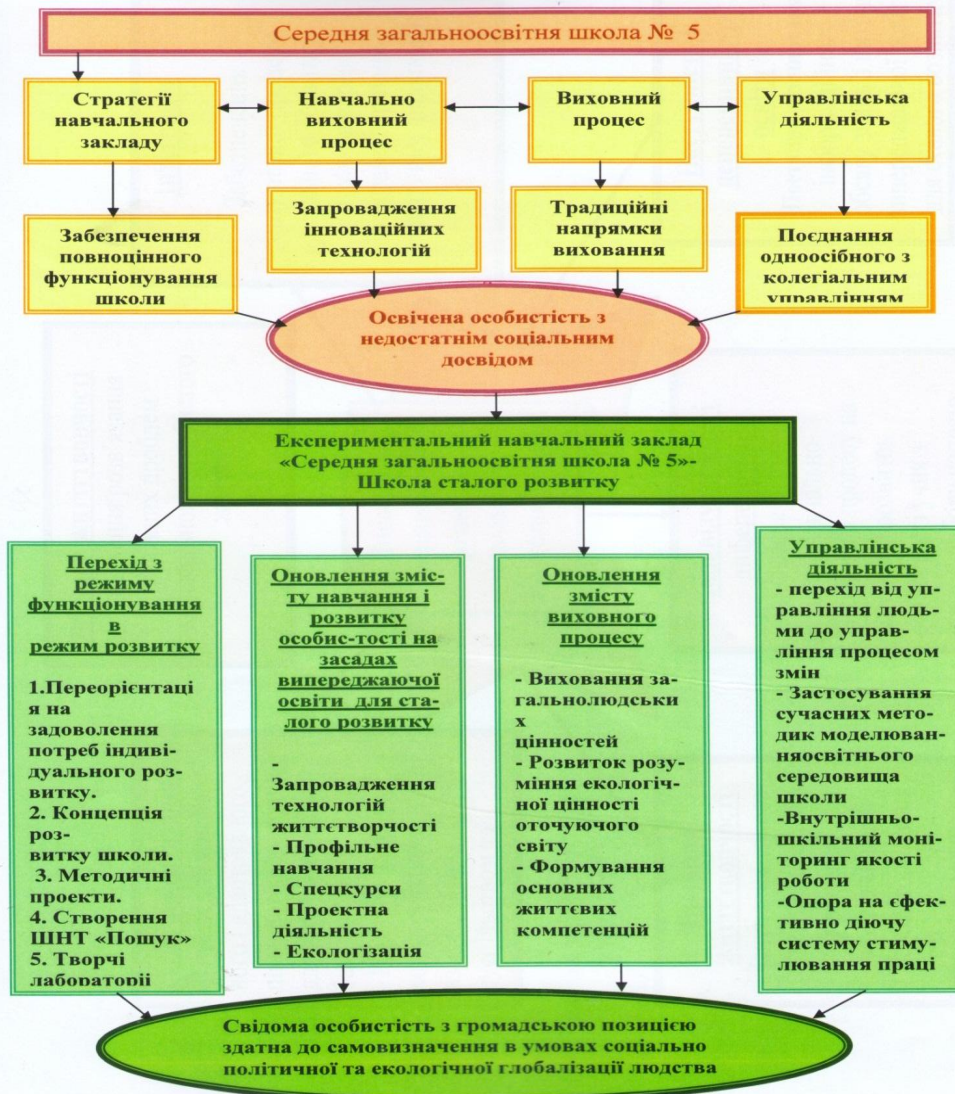 Середня загальноосвітня школа № 5
Стратегії
навчального
закладу
Навчально
виховний
процес
Виховний
процес
Управлінська
діяльність
Забезпечення
повноцінного
функціонування
школи
Запровадження
інноваційних
технологій
Традиційні
напрямки
виховання
Поєднання
одноосібного з
колегіальним
управлінням
Освічена особистість з
недостатнім соціальним
досвідом
Експериментальний навчальний заклад
«Середня загальноосвітня школа № 5»-
Школа сталого розвитку
Перехід з
режиму
функціонування
в
режим розвитку
1.Переорієнтаці
я на
задоволення
потреб індиві-
дуального роз-
витку.
2. Концепція
роз-
витку школи.
3. Методичні
проекти.
4. Створення
ШНТ «Пошук»
5. Творчі
лабораторії
Оновлення зміс-
ту навчання і
розвитку
особис-тості на
засадах
випереджаючої
освіти для ста-
лого розвитку
-
Запровадження
технологій
життєтворчості
- Профільне
навчання
- Спецкурси
- Проектна
діяльність
- Екологізація
Оновлення
змісту
виховного
процесу
- Виховання за-
гальнолюдськи
х
цінностей
- Розвиток розу-
міння екологіч-
ної цінності
оточуючого
світу
- Формування
основних
життєвих
компетенцій
Управлінська
діяльність
- перехід від уп-
равління людь-
ми до управ-
ління процесом
змін
- Застосування
сучасних мето-
дик моделюван-
няосвітнього
середовища
школи
-Внутрішньо-
шкільний моні-
торинг якості
роботи
-Опора на єфек-
тивно діючу
систему стиму-
лювання праці
Свідома особистість з громадською позицією
здатна до самовизначення в умовах соціально
політичної та екологічної глобалізації людства